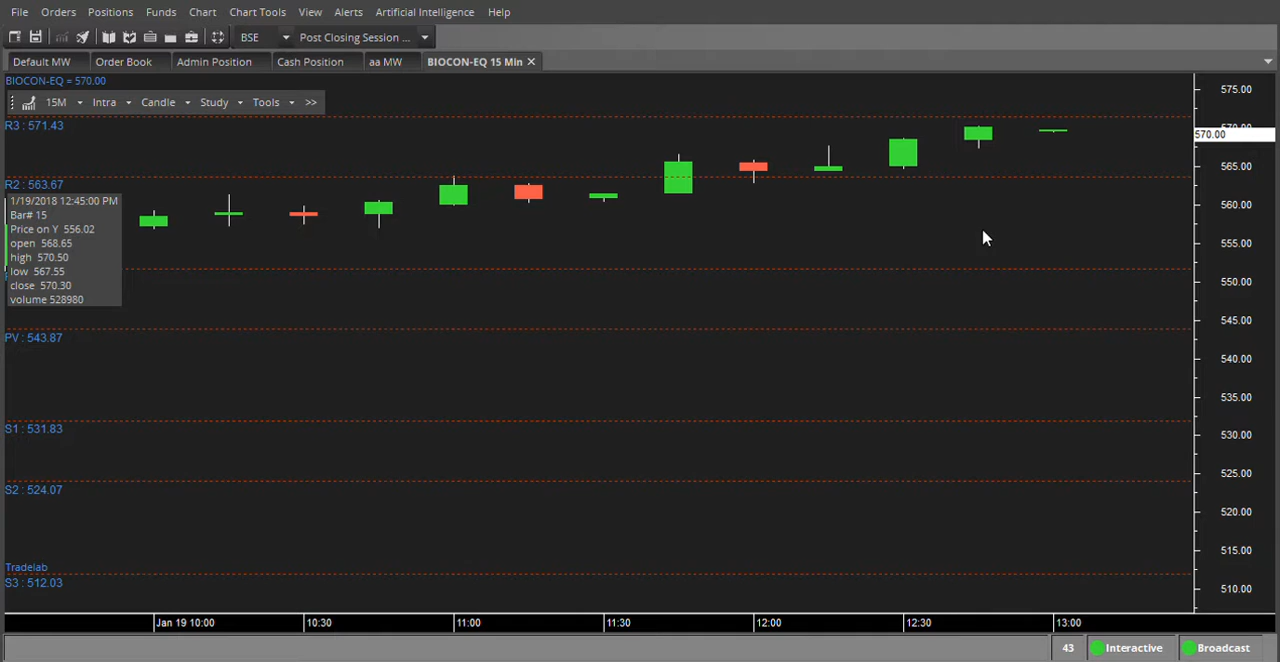 File Orders Positions Funds Chart Chart Tools View Alerts Artificial Intelligence Help
BSE Post Closing Session ...
Default MW Order Book Admin Position Cash Position aa MW BIOCON-EQ 15 Min
BIOCON-EQ = 570.00
15M Intra Candle Study Tools >>
R3 : 571.43
R2 : 563.67
1/19/2018 12:45:00 PM
Bar# 15
Price on Y 556.02
open 568.65
high 570.50
low 567.55
close 570.30
volume 528980
PV : 543.87
S1 : 531.83
S2 : 524.07
Tradelab
S3 : 512.03
575.00
570.00
565.00
560.00
555.00
550.00
545.00
540.00
535.00
530.00
525.00
520.00
515.00
510.00
Jan 19 10:00 10:30 11:00 11:30 12:00 12:30 13:00
43 Interactive Broadcast